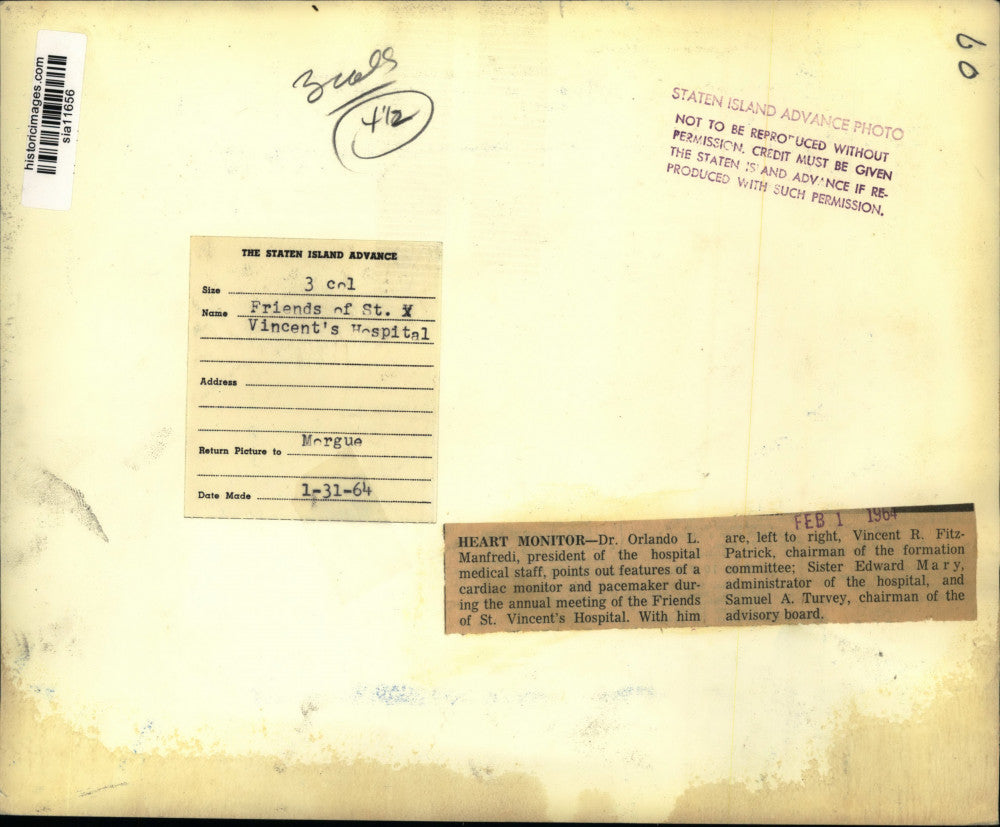 historicimages.com
sia11656
3 cols
4 1/2
60
STATEN ISLAND ADVANCE PHOTO
NOT TO BE REPRODUCED WITHOUT
PERMISSION. CREDIT MUST BE GIVEN
THE STATEN ISLAND ADVANCE IF RE-
PRODUCED WITH SUCH PERMISSION.
THE STATEN ISLAND ADVANCE
Size 3 col
Name Friends of St. X
Vincent's Hospital
Address
Return Picture to Morgue
Date Made 1-31-64
FEB 1 1964
HEART MONITOR—Dr. Orlando L.
Manfredi, president of the hospital
medical staff, points out features of a
cardiac monitor and pacemaker dur-
ing the annual meeting of the Friends
of St. Vincent's Hospital. With him
are, left to right, Vincent R. Fitz-
Patrick, chairman of the formation
committee; Sister Edward Mary,
administrator of the hospital, and
Samuel A. Turvey, chairman of the
advisory board.